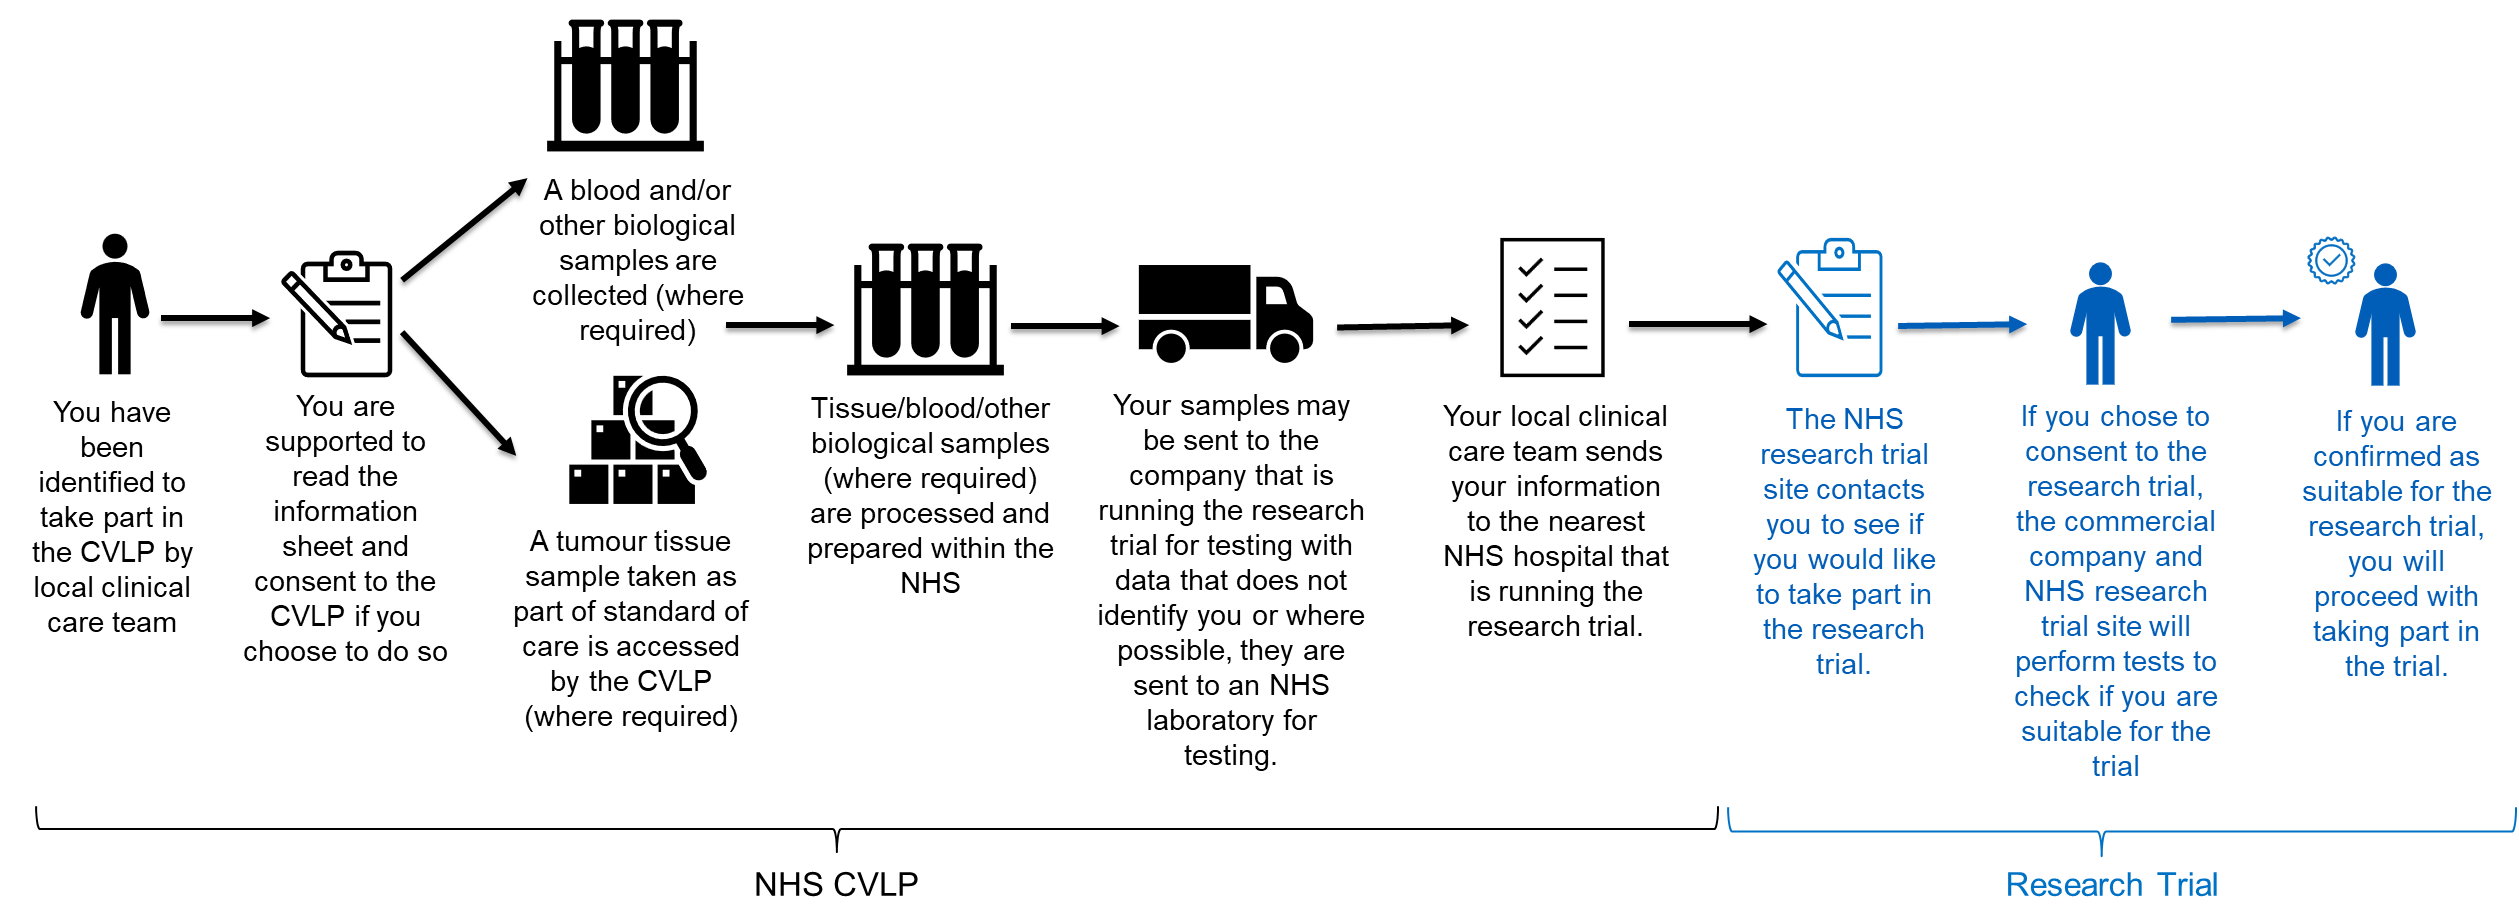 You have
been
identified to
take part in
the CVLP by
local clinical
care team
You are
supported to
read the
information
sheet and
consent to the
CVLP if you
choose to do so
A blood and/or
other biological
samples are
collected (where
required)
A tumour tissue
sample taken as
part of standard of
care is accessed
by the CVLP
(where required)
Tissue/blood/other
biological samples
(where required)
are processed and
prepared within the
NHS
Your samples may
be sent to the
company that is
running the research
trial for testing with
data that does not
identify you or where
possible, they are
sent to an NHS
laboratory for
testing.
Your local clinical
care team sends
your information
to the nearest
NHS hospital that
is running the
research trial.
The NHS
research trial
site contacts
you to see if
you would like
to take part in
the research
trial.
If you chose to
consent to the
research trial,
the commercial
company and
NHS research
trial site will
perform tests to
check if you are
suitable for the
trial
If you are
confirmed as
suitable for the
research trial,
you will
proceed with
taking part in
the trial.
NHS CVLP
Research Trial